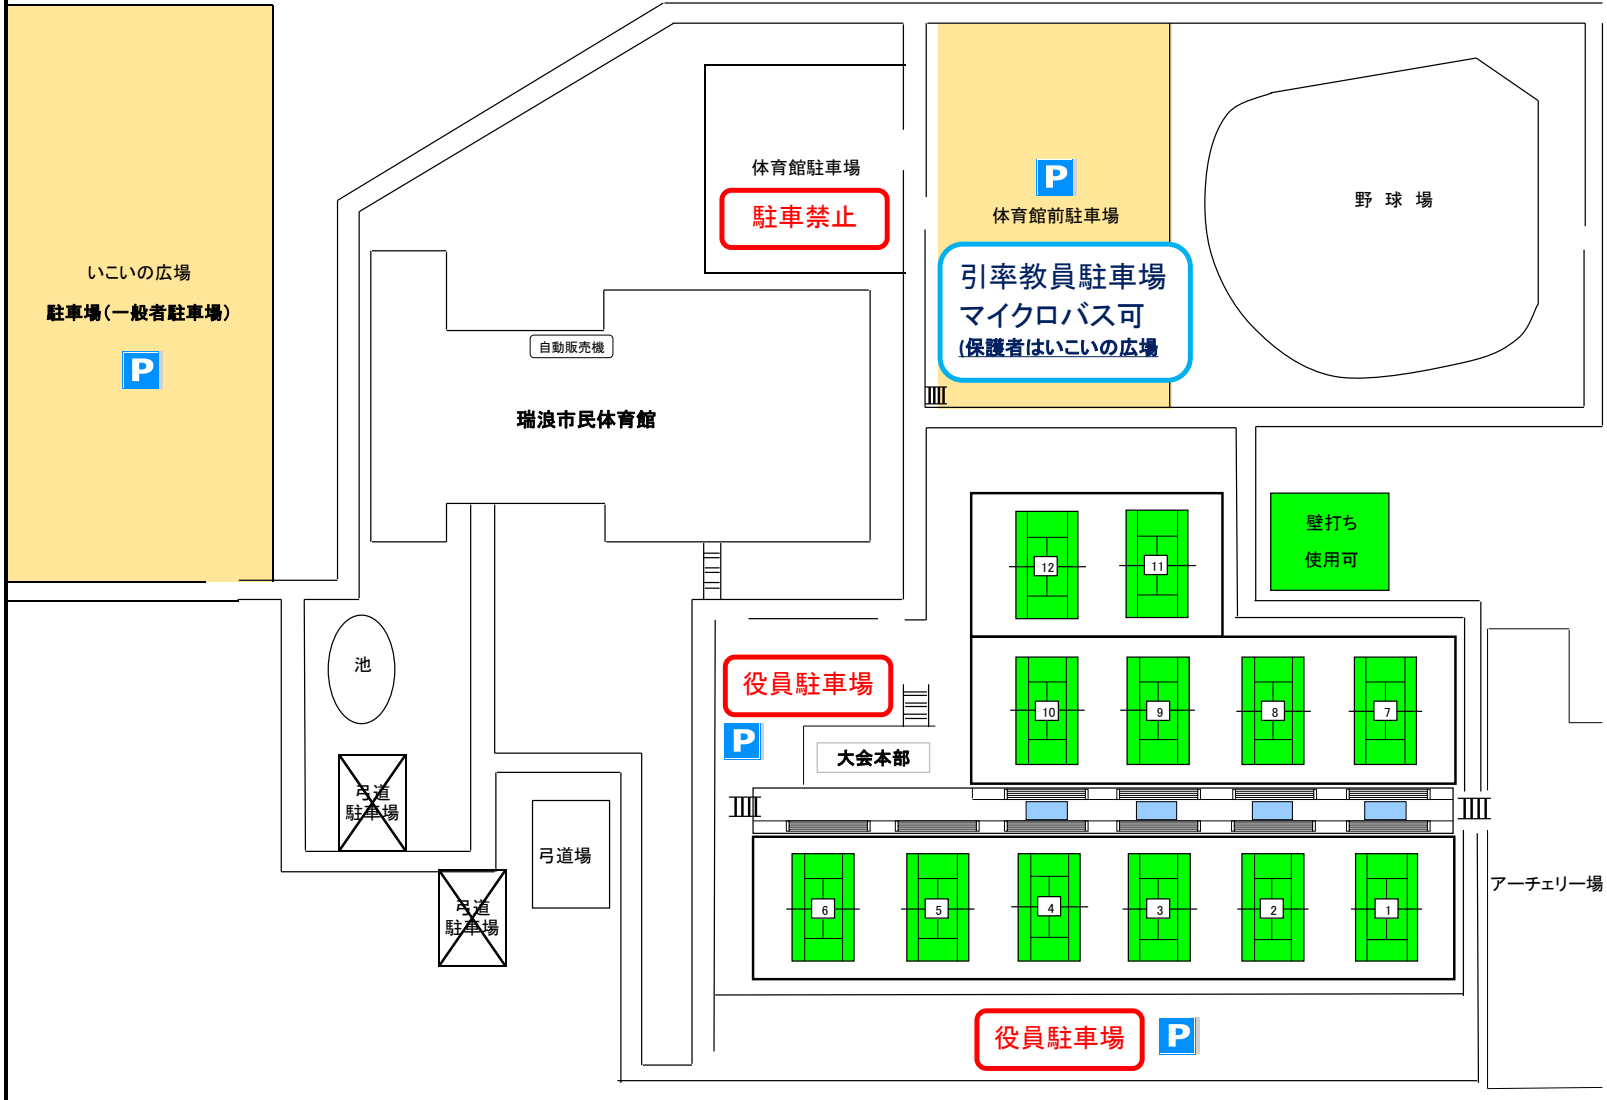 体育館駐車場
駐車禁止
P
体育館前駐車場
引率教員駐車場
マイクロバス可
(保護者はいこいの広場
野 球 場
いこいの広場
駐車場(一般者駐車場)
P
自動販売機
瑞浪市民体育館
壁打ち
使用可
12
11
池
役員駐車場
P
大会本部
10
9
8
7
弓道
駐車場
弓道場
弓道
駐車場
6
5
4
3
2
1
アーチェリー場
役員駐車場
P